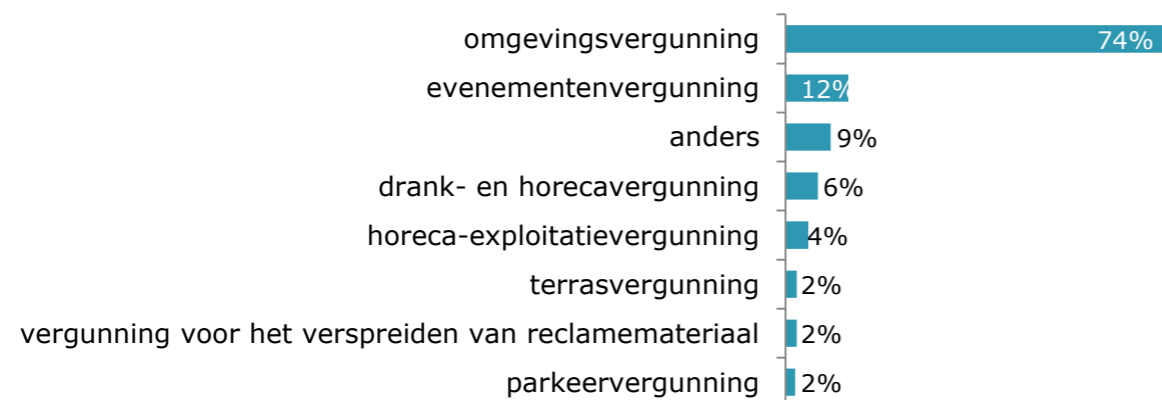 omgevingsvergunning 74%
evenementenvergunning 12%
anders 9%
drank- en horecavergunning 6%
horeca-exploitatievergunning 4%
terrasvergunning 2%
vergunning voor het verspreiden van reclamemateriaal 2%
parkeervergunning 2%